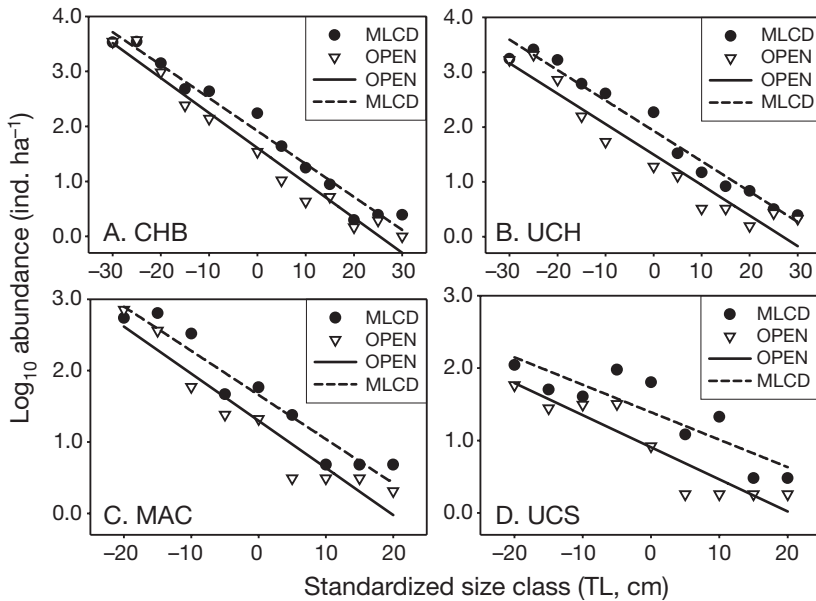 4.0
3.0
2.0
1.0
0.0
MLCD
OPEN
OPEN
MLCD
A. CHB
–30 –20 –10 0 10 20 30
4.0
3.0
2.0
1.0
0.0
MLCD
OPEN
OPEN
MLCD
B. UCH
–30 –20 –10 0 10 20 30
Log10 abundance (ind. ha–1)
3.0
2.0
1.0
0.0
MLCD
OPEN
OPEN
MLCD
C. MAC
–20 –10 0 10 20
3.0
2.0
1.0
0.0
MLCD
OPEN
OPEN
MLCD
D. UCS
–20 –10 0 10 20
Standardized size class (TL, cm)